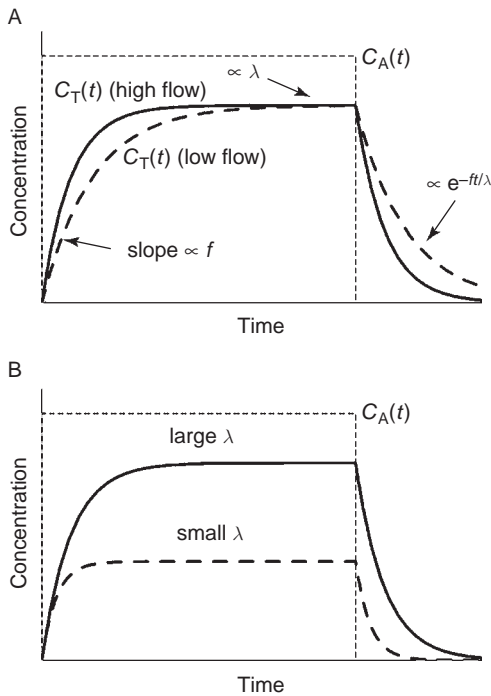 A
C_A(t)
∝ λ
C_T(t) (high flow)
C_T(t) (low flow)
∝ e^{–ft/λ}
slope ∝ f
Concentration
Time
B
C_A(t)
large λ
small λ
Concentration
Time